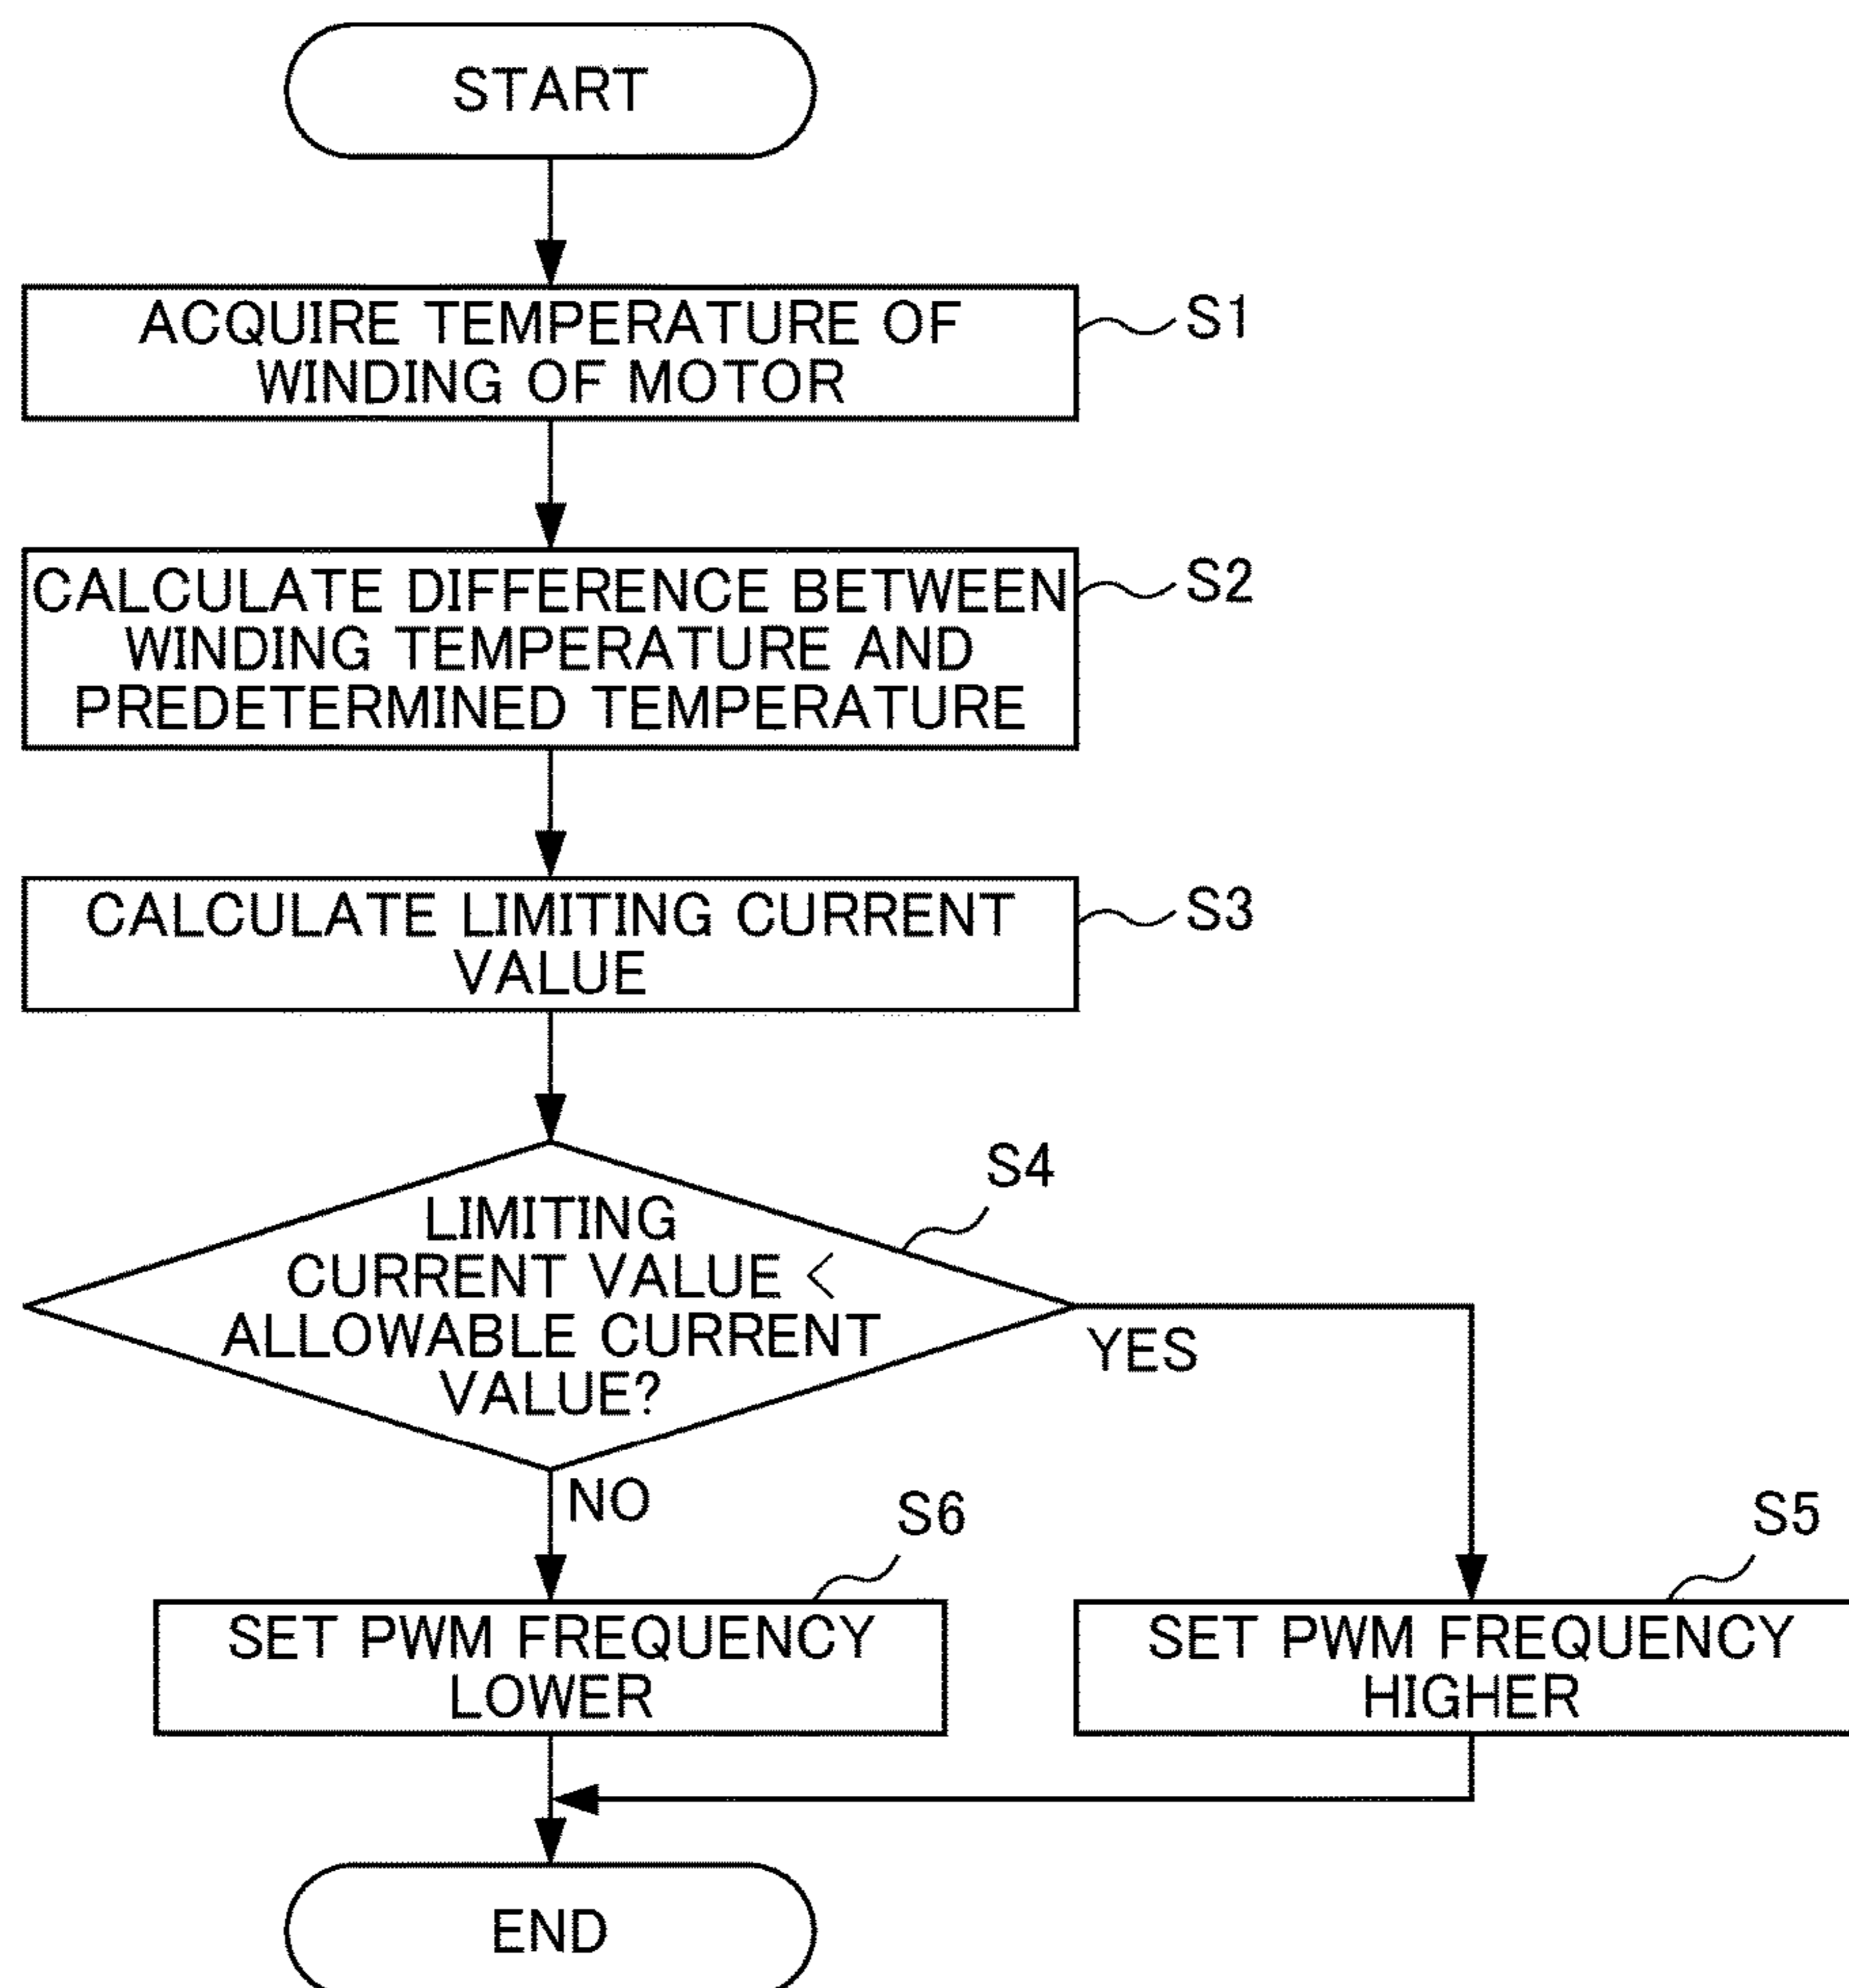 START
ACQUIRE TEMPERATURE OF
WINDING OF MOTOR
S1
CALCULATE DIFFERENCE BETWEEN
WINDING TEMPERATURE AND
PREDETERMINED TEMPERATURE
S2
CALCULATE LIMITING CURRENT
VALUE
S3
LIMITING
CURRENT VALUE <
ALLOWABLE CURRENT
VALUE?
S4
YES
NO
S6
SET PWM FREQUENCY
LOWER
S5
SET PWM FREQUENCY
HIGHER
END